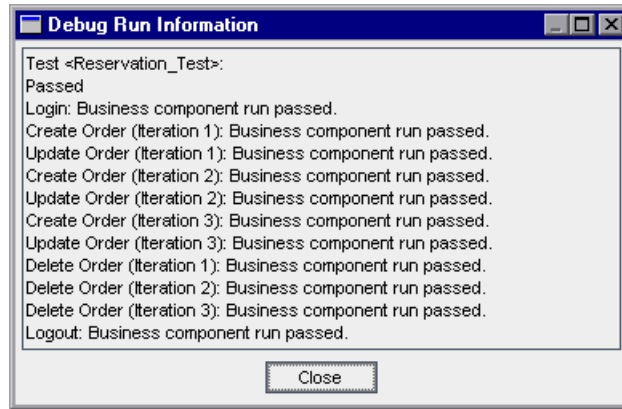 Debug Run Information
Test <Reservation_Test>:
Passed
Login: Business component run passed.
Create Order (Iteration 1): Business component run passed.
Update Order (Iteration 1): Business component run passed.
Create Order (Iteration 2): Business component run passed.
Update Order (Iteration 2): Business component run passed.
Create Order (Iteration 3): Business component run passed.
Update Order (Iteration 3): Business component run passed.
Delete Order (Iteration 1): Business component run passed.
Delete Order (Iteration 2): Business component run passed.
Delete Order (Iteration 3): Business component run passed.
Logout: Business component run passed.
Close